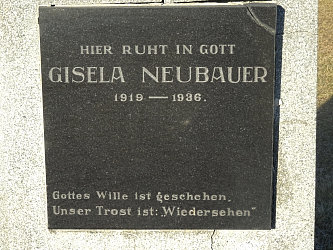 HIER RUHT IN GOTT
GISELA NEUBAUER
1919 — 1936.
Gottes Wille ist geschehen,
Unser Trost ist: „Wiedersehen"